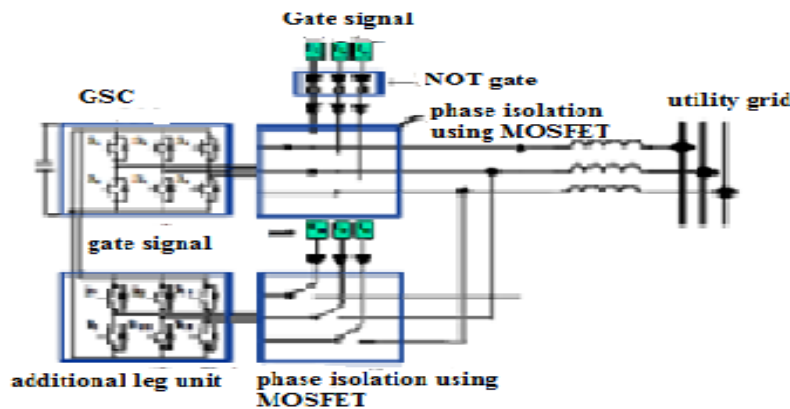 Gate signal
NOT gate
GSC
phase isolation
using MOSFET
utility grid
gate signal
additional leg unit
phase isolation using
MOSFET